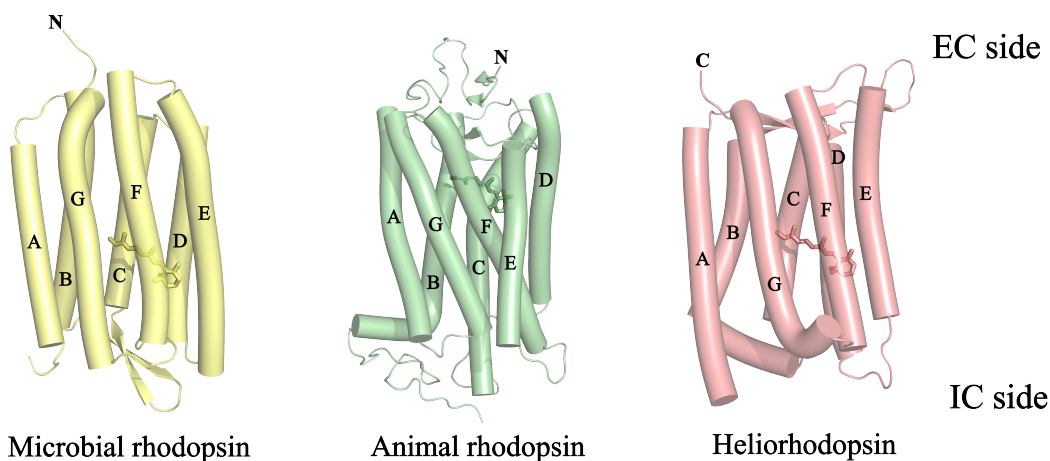 N
A
G
B
C
F
D
E
Microbial rhodopsin
N
A
G
B
C
F
E
D
Animal rhodopsin
C
A
B
G
C
F
D
E
Heliorhodopsin
EC side
IC side